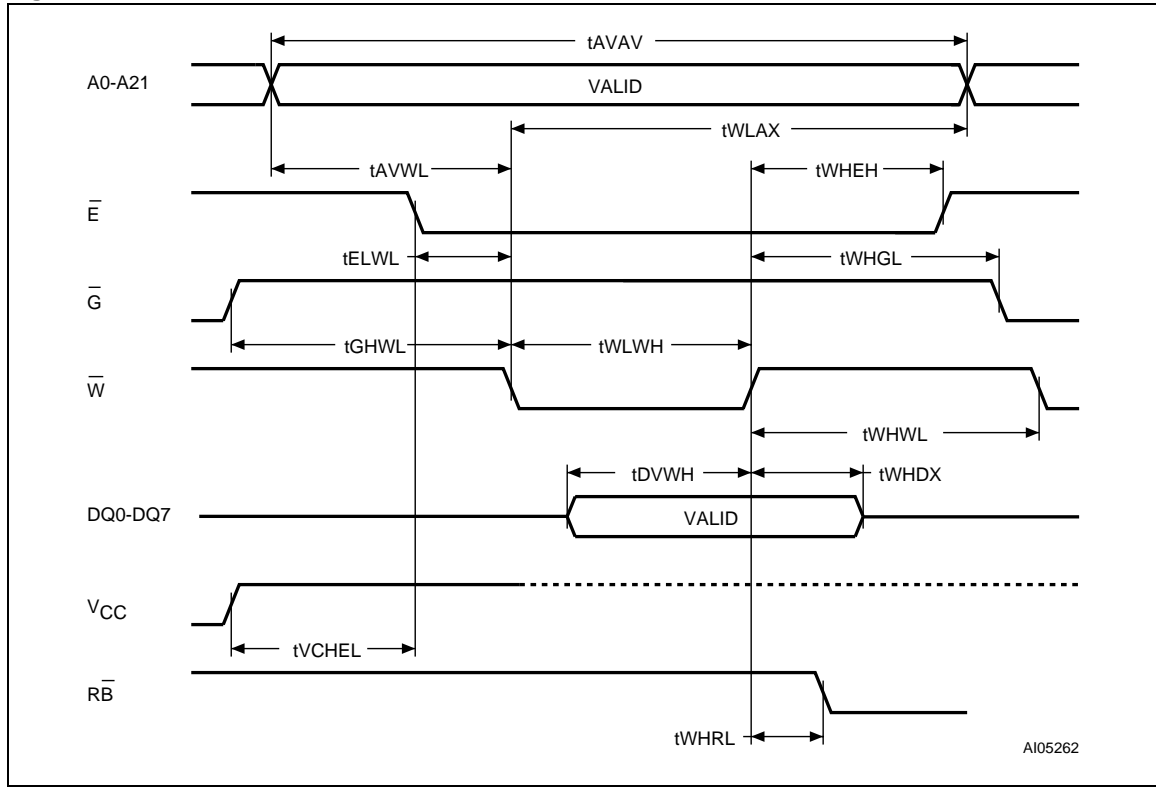 tAVAV
A0-A21
VALID
tWLAX
tAVWL
tWHEH
E̅
tELWL
tWHGL
G̅
tGHWL
tWLWH
W̅
tWHWL
tDVWH
tWHDX
DQ0-DQ7
VALID
VCC
tVCHEL
RB̅
tWHRL
AI05262